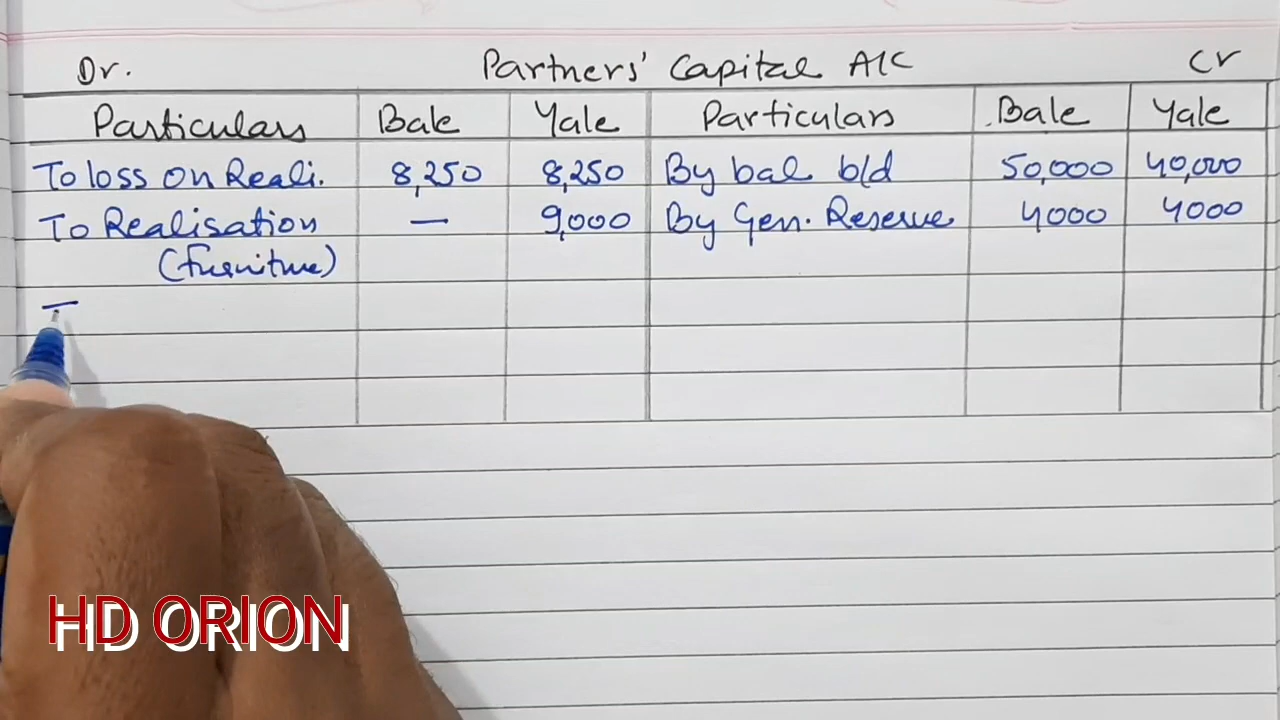 Dr. Partners' Capital A/C Cr
Particulars Bale Yale Particulars Bale Yale
To loss on Reali. 8,250 8,250 By bal b/d 50,000 40,000
To Realisation — 9,000 By Gen. Reserve 4000 4000
(furniture)
HD ORION